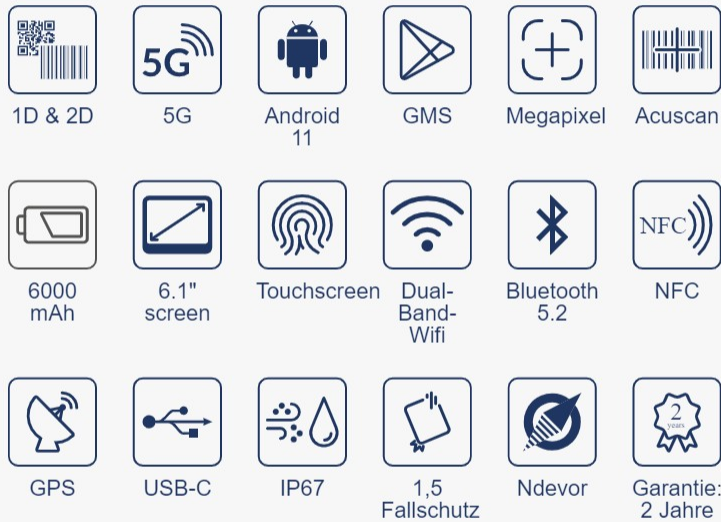 5G
1D & 2D
5G
Android
11
GMS
Megapixel
Acuscan
NFC
6000
mAh
6.1"
screen
Touchscreen
Dual-
Band-
Wifi
Bluetooth
5.2
NFC
2
years
GPS
USB-C
IP67
1,5
Fallschutz
Ndevor
Garantie:
2 Jahre